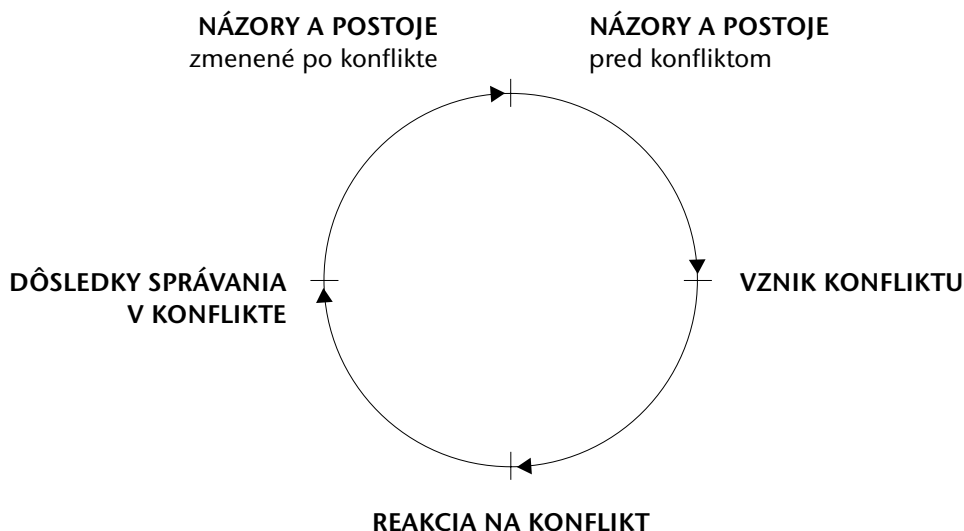 NÁZORY A POSTOJE
zmenené po konflikte
NÁZORY A POSTOJE
pred konfliktom
VZNIK KONFLIKTU
REAKCIA NA KONFLIKT
DÔSLEDKY SPRÁVANIA
V KONFLIKTE